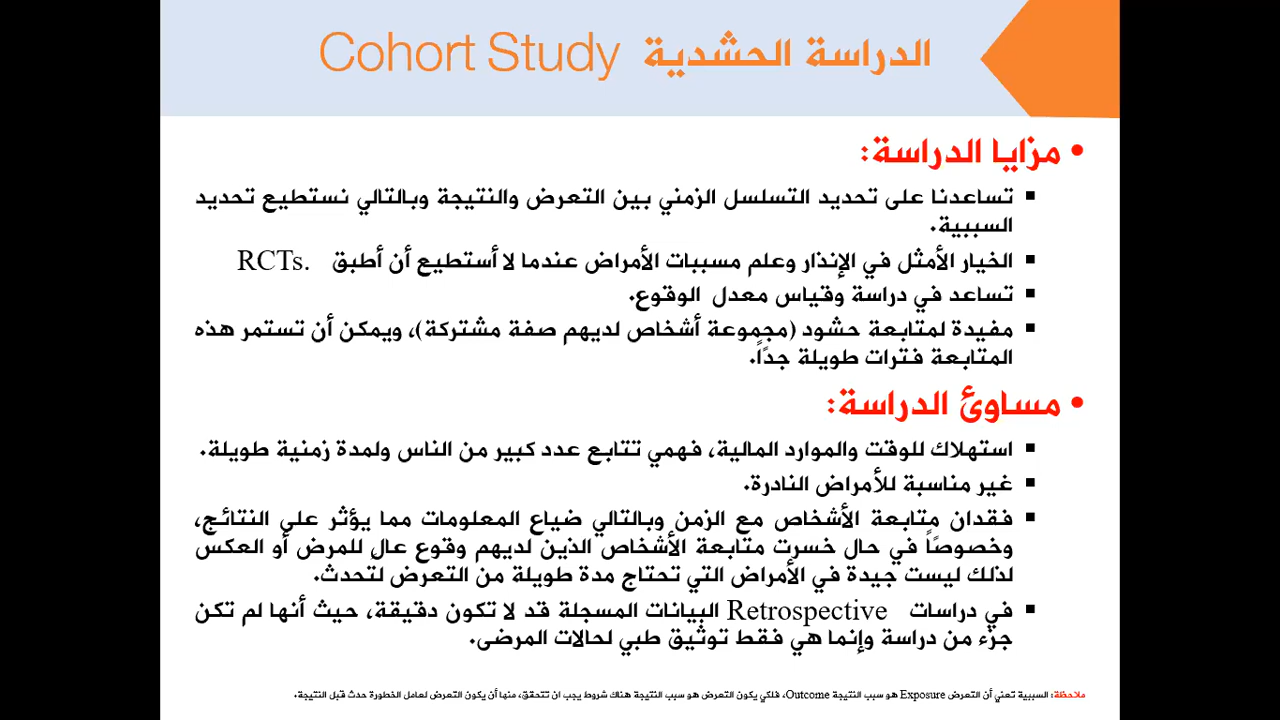 الدراسة الحشدية Cohort Study
• مزايا الدراسة:
▪ تساعدنا على تحديد التسلسل الزمني بين التعرض والنتيجة وبالتالي نستطيع تحديد
السببية.
▪ الخيار الأمثل في الإنذار وعلم مسببات الأمراض عندما لا أستطيع أن أطبق RCTs.
▪ تساعد في دراسة وقياس معدل الوقوع.
▪ مفيدة لمتابعة حشود (مجموعة أشخاص لديهم صفة مشتركة)، ويمكن أن تستمر هذه
المتابعة فترات طويلة جداً.
• مساوئ الدراسة:
▪ استهلاك للوقت والموارد المالية، فهمي تتابع عدد كبير من الناس ولمدة زمنية طويلة.
▪ غير مناسبة للأمراض النادرة.
▪ فقدان متابعة الأشخاص مع الزمن وبالتالي ضياع المعلومات مما يؤثر على النتائج،
وخصوصاً في حال خسرت متابعة الأشخاص الذين لديهم وقوع عالٍ للمرض أو العكس
لذلك ليست جيدة في الأمراض التي تحتاج مدة طويلة من التعرض لتحدث.
▪ في دراسات Retrospective البيانات المسجلة قد لا تكون دقيقة، حيث أنها لم تكن
جزء من دراسة وإنما هي فقط توثيق طبي لحالات المرضى.
ملاحظة: السببية تعني أن التعرض Exposure هو سبب النتيجة Outcome، فلكي يكون التعرض هو سبب النتيجة هناك شروط يجب ان تتحقق، منها أن يكون التعرض لعامل الخطورة حدث قبل النتيجة.